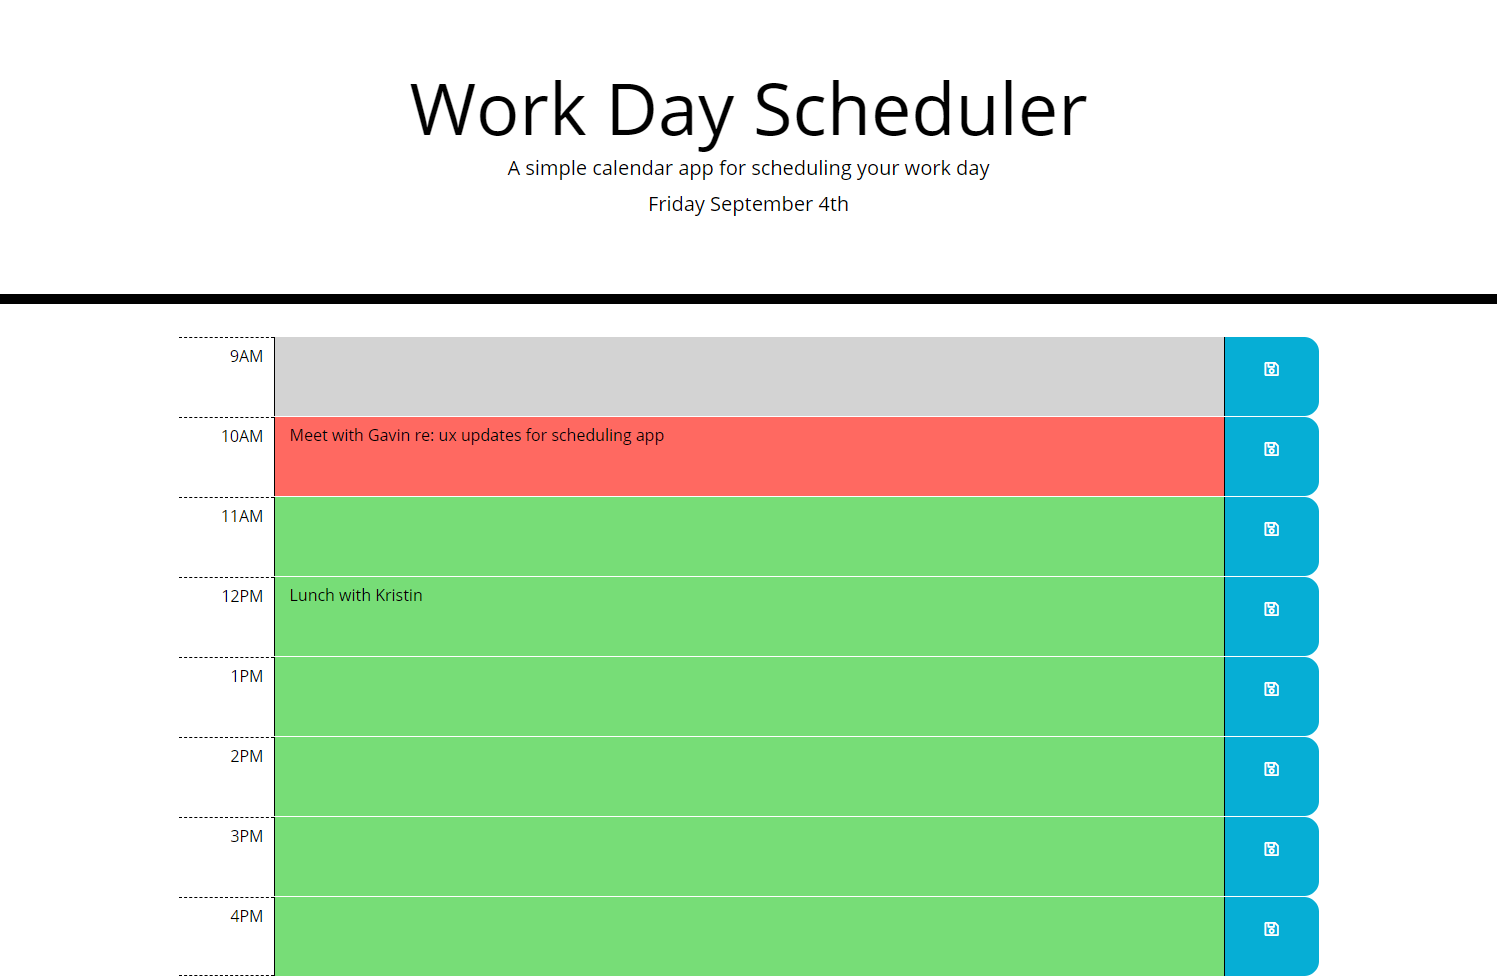 Work Day Scheduler
A simple calendar app for scheduling your work day
Friday September 4th
9AM
10AM Meet with Gavin re: ux updates for scheduling app
11AM
12PM Lunch with Kristin
1PM
2PM
3PM
4PM